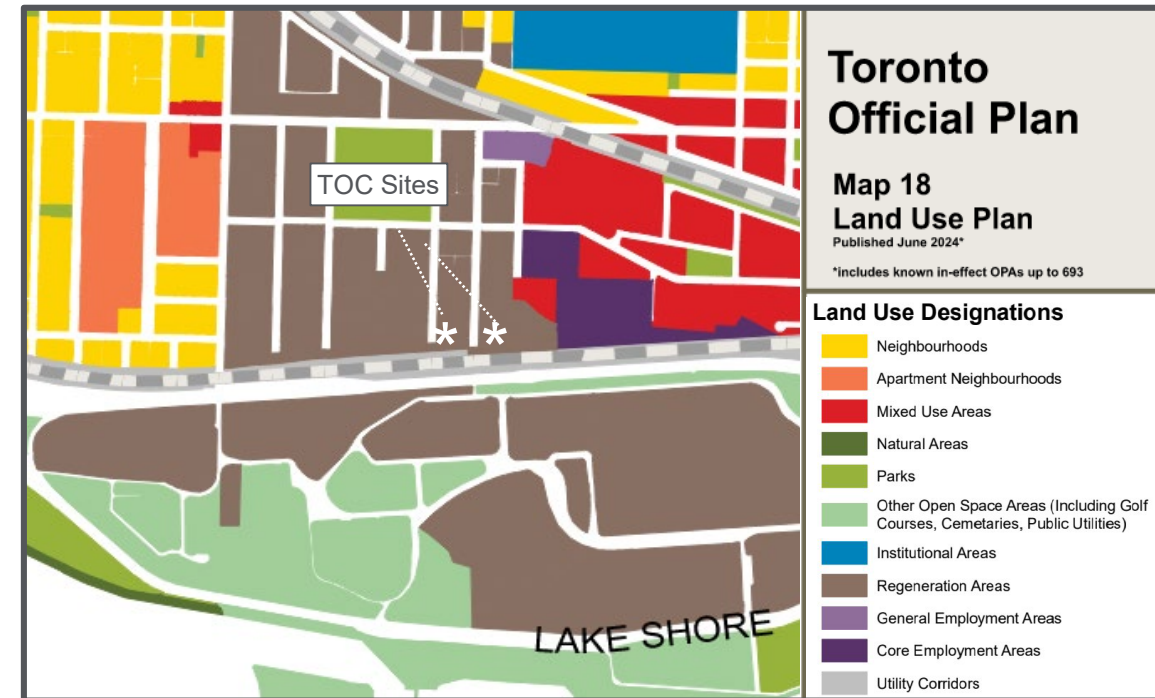 TOC Sites
* *
LAKE SHORE
Toronto
Official Plan
Map 18
Land Use Plan
Published June 2024*
*includes known in-effect OPAs up to 693
Land Use Designations
Neighbourhoods
Apartment Neighbourhoods
Mixed Use Areas
Natural Areas
Parks
Other Open Space Areas (Including Golf
Courses, Cemetaries, Public Utilities)
Institutional Areas
Regeneration Areas
General Employment Areas
Core Employment Areas
Utility Corridors